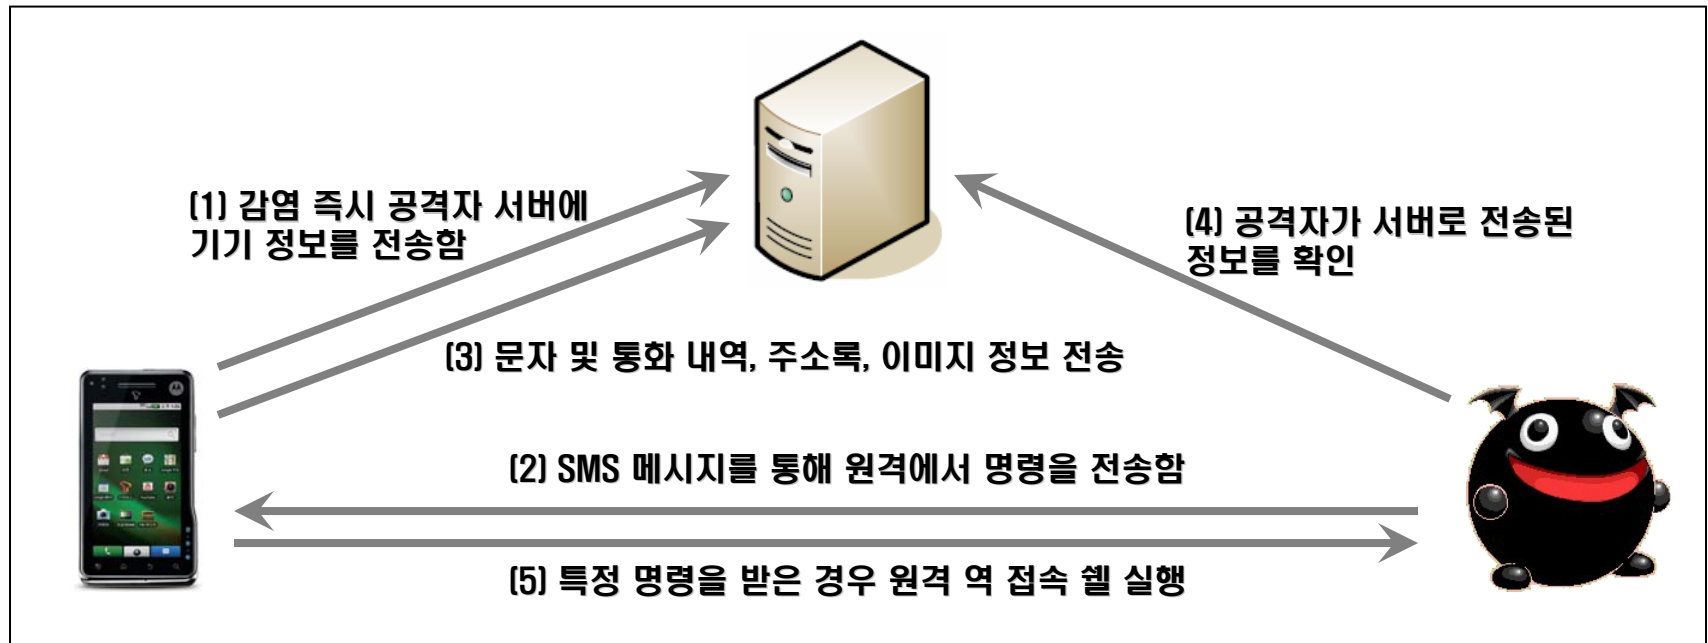 (1) 감염 즉시 공격자 서버에
기기 정보를 전송함
(4) 공격자가 서버로 전송된
정보를 확인
(3) 문자 및 통화 내역, 주소록, 이미지 정보 전송
(2) SMS 메시지를 통해 원격에서 명령을 전송함
(5) 특정 명령을 받은 경우 원격 역 접속 쉘 실행